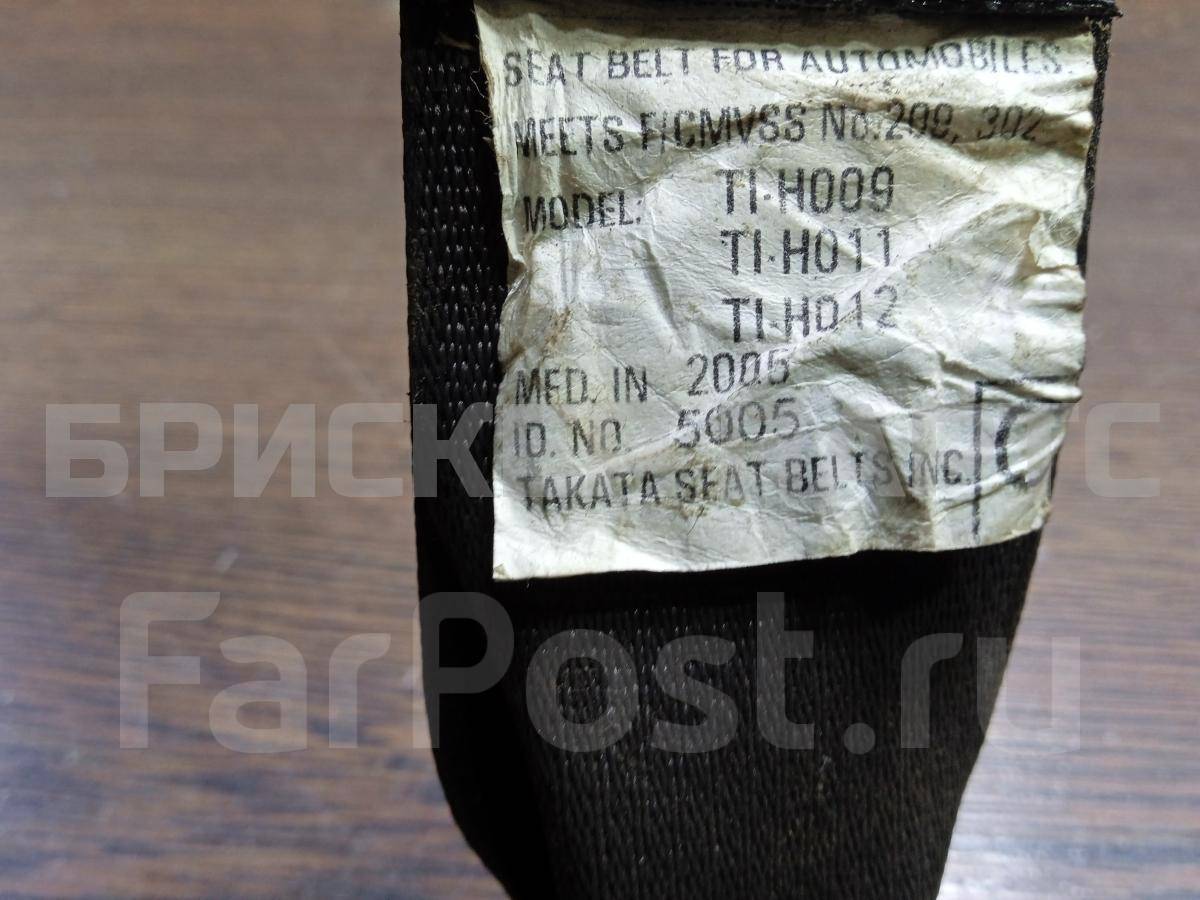 SEAT BELT FOR AUTOMOBILES.
MEETS F/CMVSS No. 209, 302
MODEL: TI-H009
TI-H011
TI-H012
MFD. IN 2005
ID. NO. 5005
TAKATA SEAT BELTS INC.
БРИСК
FarPost.ru